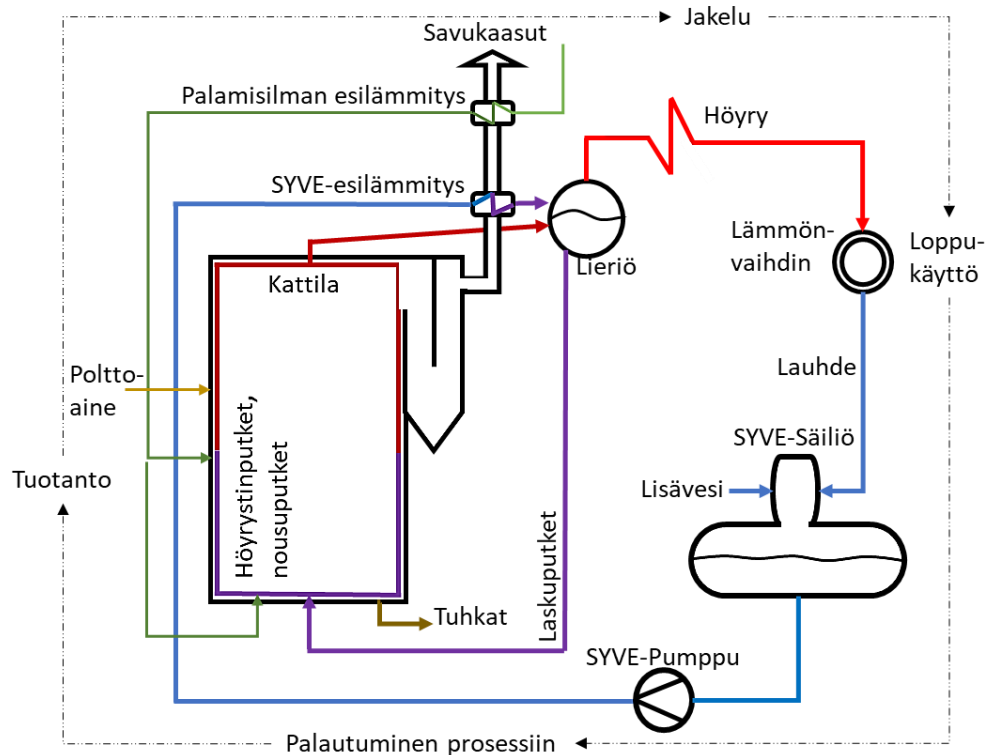 Jakelu
Savukaasut
Palamisilman esilämmitys
Höyry
SYVE-esilämmitys
Lämmön-
vaihdin
Loppu-
käyttö
Lieriö
Kattila
Poltto-
aine
Lauhde
SYVE-Säiliö
Tuotanto
Lisävesi
Höyrystinputket,
nousuputket
Laskuputket
Tuhkat
SYVE-Pumppu
Palautuminen prosessiin